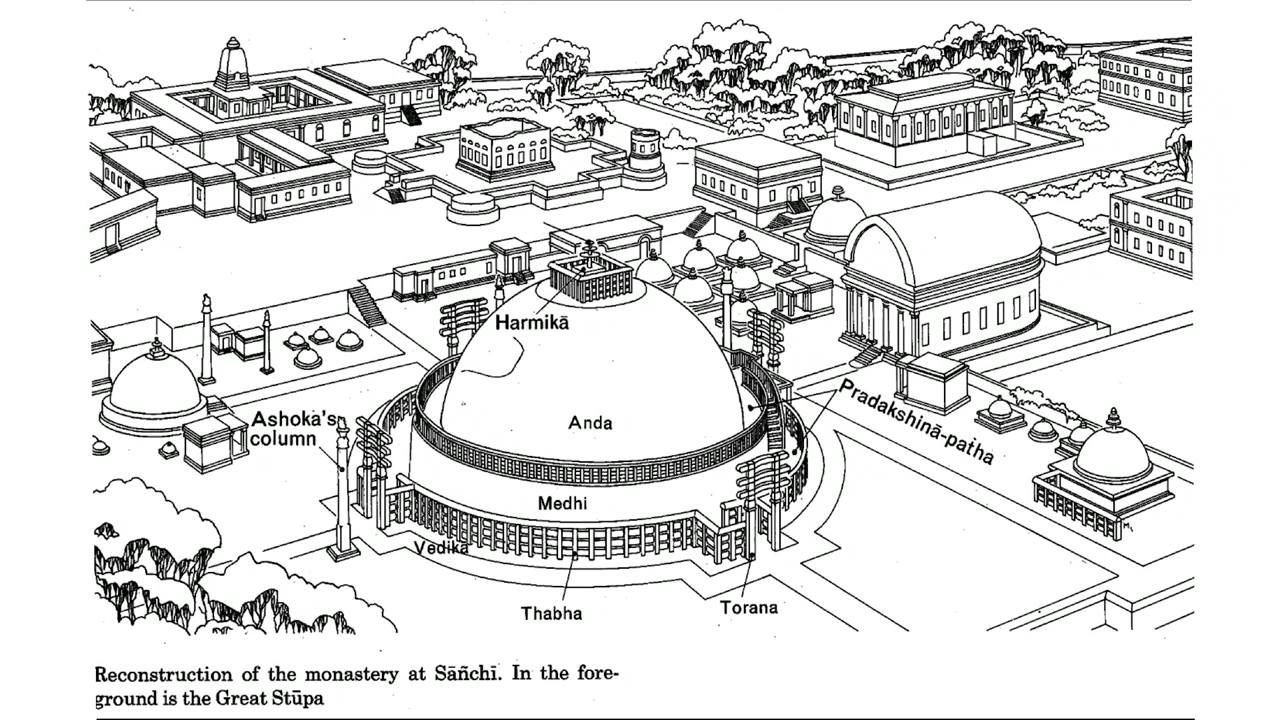 Harmikā
Anda
Ashoka's
column
Pradakshinā-patha
Medhi
Vedika
Thabha
Torana
Reconstruction of the monastery at Sāñchī. In the fore-
ground is the Great Stūpa